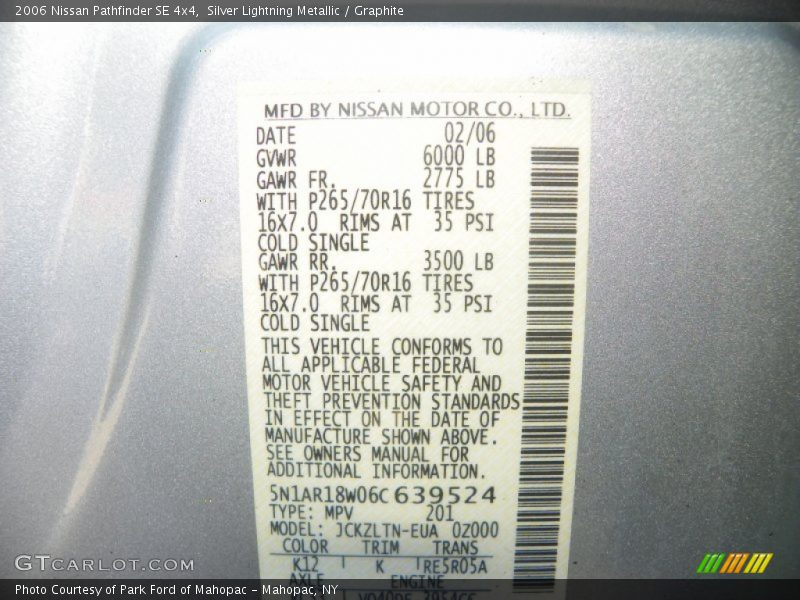 2006 Nissan Pathfinder SE 4x4,  Silver Lightning Metallic / Graphite
MFD BY NISSAN MOTOR CO., LTD.
DATE 02/06
GVWR 6000 LB
GAWR FR. 2775 LB
WITH P265/70R16 TIRES
16X7.0 RIMS AT 35 PSI
COLD SINGLE
GAWR RR. 3500 LB
WITH P265/70R16 TIRES
16X7.0 RIMS AT 35 PSI
COLD SINGLE
THIS VEHICLE CONFORMS TO
ALL APPLICABLE FEDERAL
MOTOR VEHICLE SAFETY AND
THEFT PREVENTION STANDARDS
IN EFFECT ON THE DATE OF
MANUFACTURE SHOWN ABOVE.
SEE OWNERS MANUAL FOR
ADDITIONAL INFORMATION.
5N1AR18W06C639524
TYPE: MPV 201
MODEL: JCKZLTN-EUA 0Z000
COLOR TRIM TRANS
K12 K RE5R05A
AXLE ENGINE
GTCARLOT.COM
Photo Courtesy of Park Ford of Mahopac – Mahopac, NY